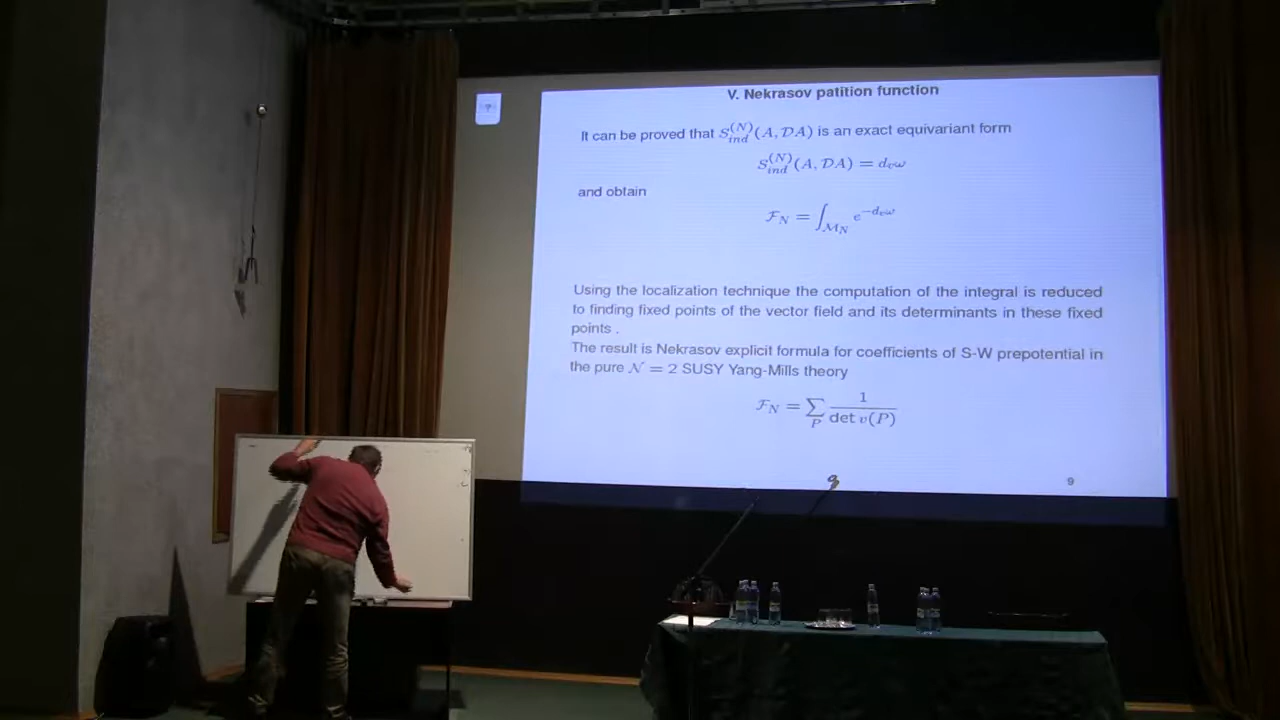 V. Nekrasov patition function
It can be proved that S_{ind}^{(N)}(A, 𝒟A) is an exact equivariant form
S_{ind}^{(N)}(A, 𝒟A) = d_v ω
and obtain
ℱ_N = ∫_{ℳ_N} e^{−d_v ω}
Using the localization technique the computation of the integral is reduced
to finding fixed points of the vector field and its determinants in these fixed
points .
The result is Nekrasov explicit formula for coefficients of S-W prepotential in
the pure 𝒩 = 2 SUSY Yang-Mills theory
ℱ_N = ∑_P 1 / det v(P)
9